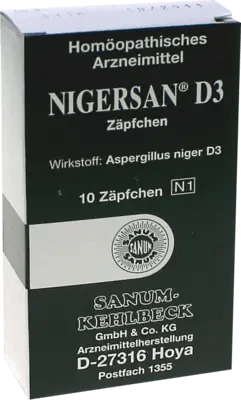 Homöopathisches
Arzneimittel
NIGERSAN® D3
Zäpfchen
Wirkstoff: Aspergillus niger D3
10 Zäpfchen N1
SANUM
SANUM-
KEHLBECK
GmbH & Co. KG
Arzneimittelherstellung
D-27316 Hoya
Postfach 1355